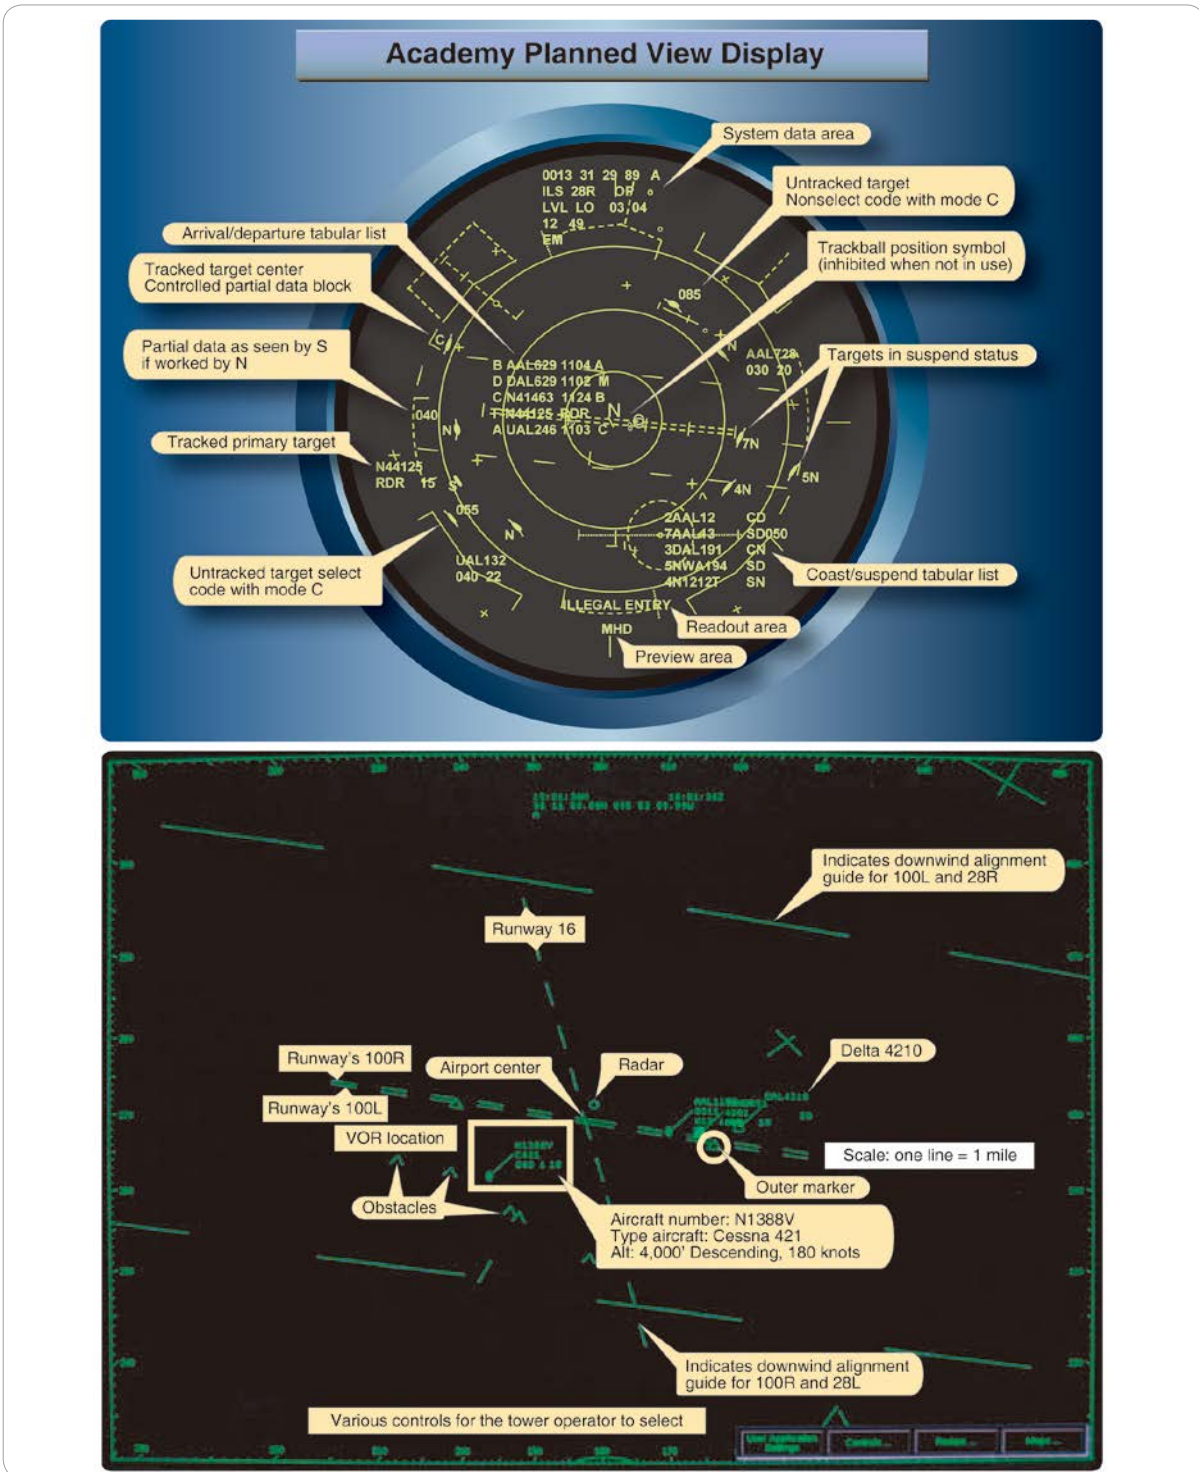 Academy Planned View Display
System data area
0013 31 29 89 A
ILS 28R OP
LVL LO 03 04
12 49
EM
Untracked target
Nonselect code with mode C
Arrival/departure tabular list
Trackball position symbol
(inhibited when not in use)
Tracked target center
Controlled partial data block
085
C
N
Partial data as seen by S
if worked by N
AAL728
030 20
Targets in suspend status
B AAL629 1104 A
D DAL629 1102 M
C N41463 1124 B
T N44125 RDR
A UAL246 1103 C
N
C
040
N
7N
Tracked primary target
N44125
RDR 15
S
5N
4N
055
N
2AAL12 CD
7AAL43 SD050
3DAL191 CN
5NWA194 SD
4N1212T SN
UAL132
040 22
Untracked target select
code with mode C
Coast/suspend tabular list
ILLEGAL ENTRY
Readout area
MHD
Preview area
Indicates downwind alignment
guide for 100L and 28R
Runway 16
Runway's 100R
Airport center
Radar
Delta 4210
Runway's 100L
VOR location
N1388V
C421
Scale: one line = 1 mile
Outer marker
Obstacles
Aircraft number: N1388V
Type aircraft: Cessna 421
Alt: 4,000' Descending, 180 knots
Indicates downwind alignment
guide for 100R and 28L
Various controls for the tower operator to select